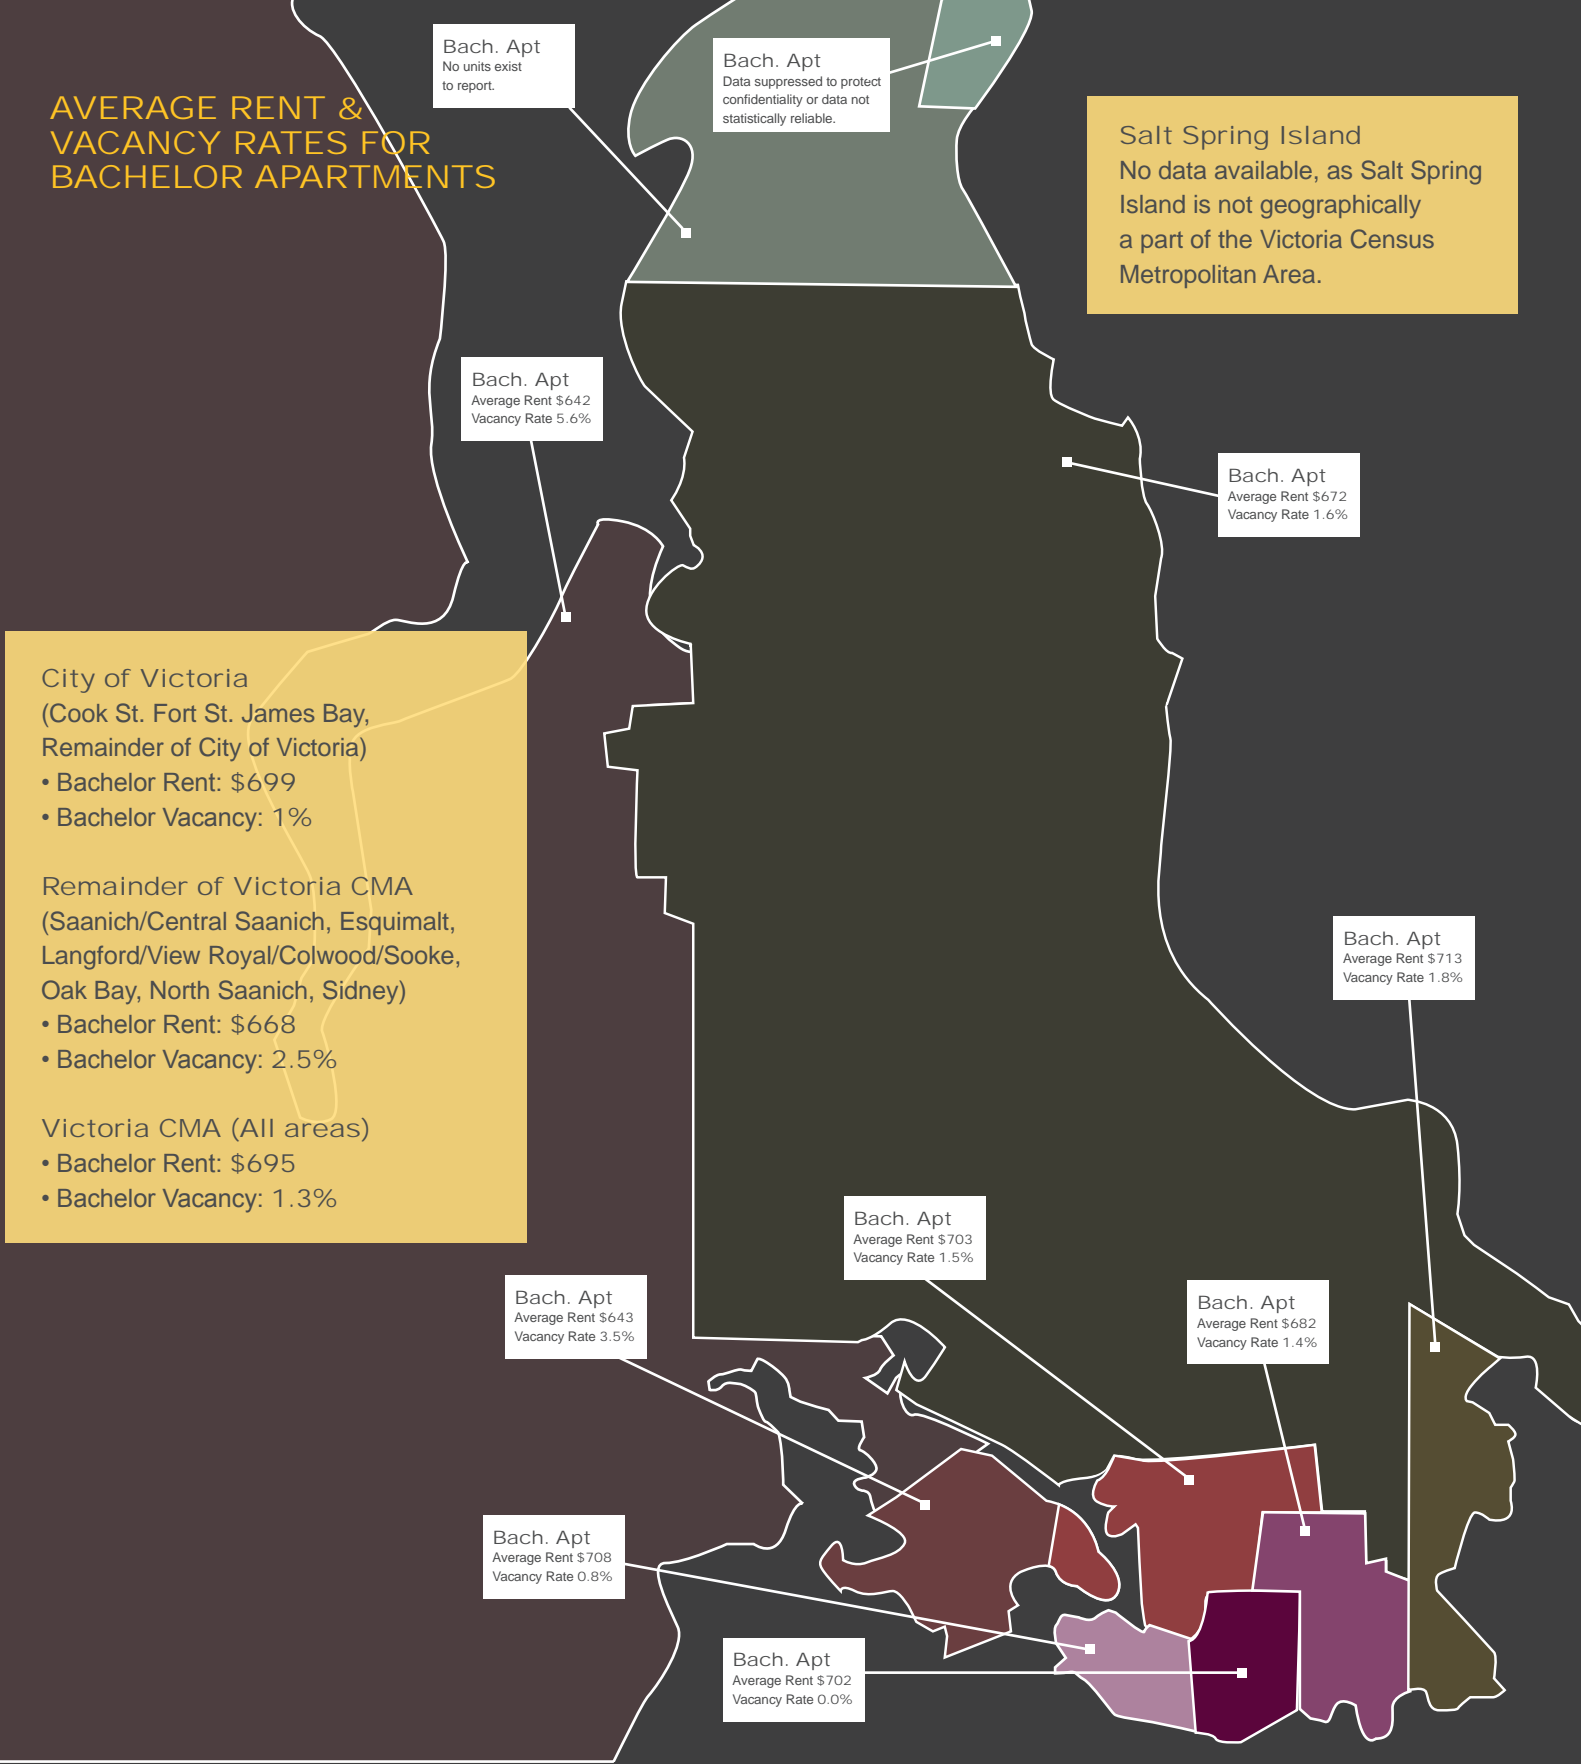 Bach. Apt
No units exist
to report.
Bach. Apt
Data suppressed to protect
confidentiality or data not
statistically reliable.
AVERAGE RENT &
VACANCY RATES FOR
BACHELOR APARTMENTS
Salt Spring Island
No data available, as Salt Spring
Island is not geographically
a part of the Victoria Census
Metropolitan Area.
Bach. Apt
Average Rent $642
Vacancy Rate 5.6%
Bach. Apt
Average Rent $672
Vacancy Rate 1.6%
City of Victoria
(Cook St. Fort St. James Bay,
Remainder of City of Victoria)
• Bachelor Rent: $699
• Bachelor Vacancy: 1%
Remainder of Victoria CMA
(Saanich/Central Saanich, Esquimalt,
Langford/View Royal/Colwood/Sooke,
Oak Bay, North Saanich, Sidney)
• Bachelor Rent: $668
• Bachelor Vacancy: 2.5%
Victoria CMA (All areas)
• Bachelor Rent: $695
• Bachelor Vacancy: 1.3%
Bach. Apt
Average Rent $713
Vacancy Rate 1.8%
Bach. Apt
Average Rent $703
Vacancy Rate 1.5%
Bach. Apt
Average Rent $643
Vacancy Rate 3.5%
Bach. Apt
Average Rent $682
Vacancy Rate 1.4%
Bach. Apt
Average Rent $708
Vacancy Rate 0.8%
Bach. Apt
Average Rent $702
Vacancy Rate 0.0%